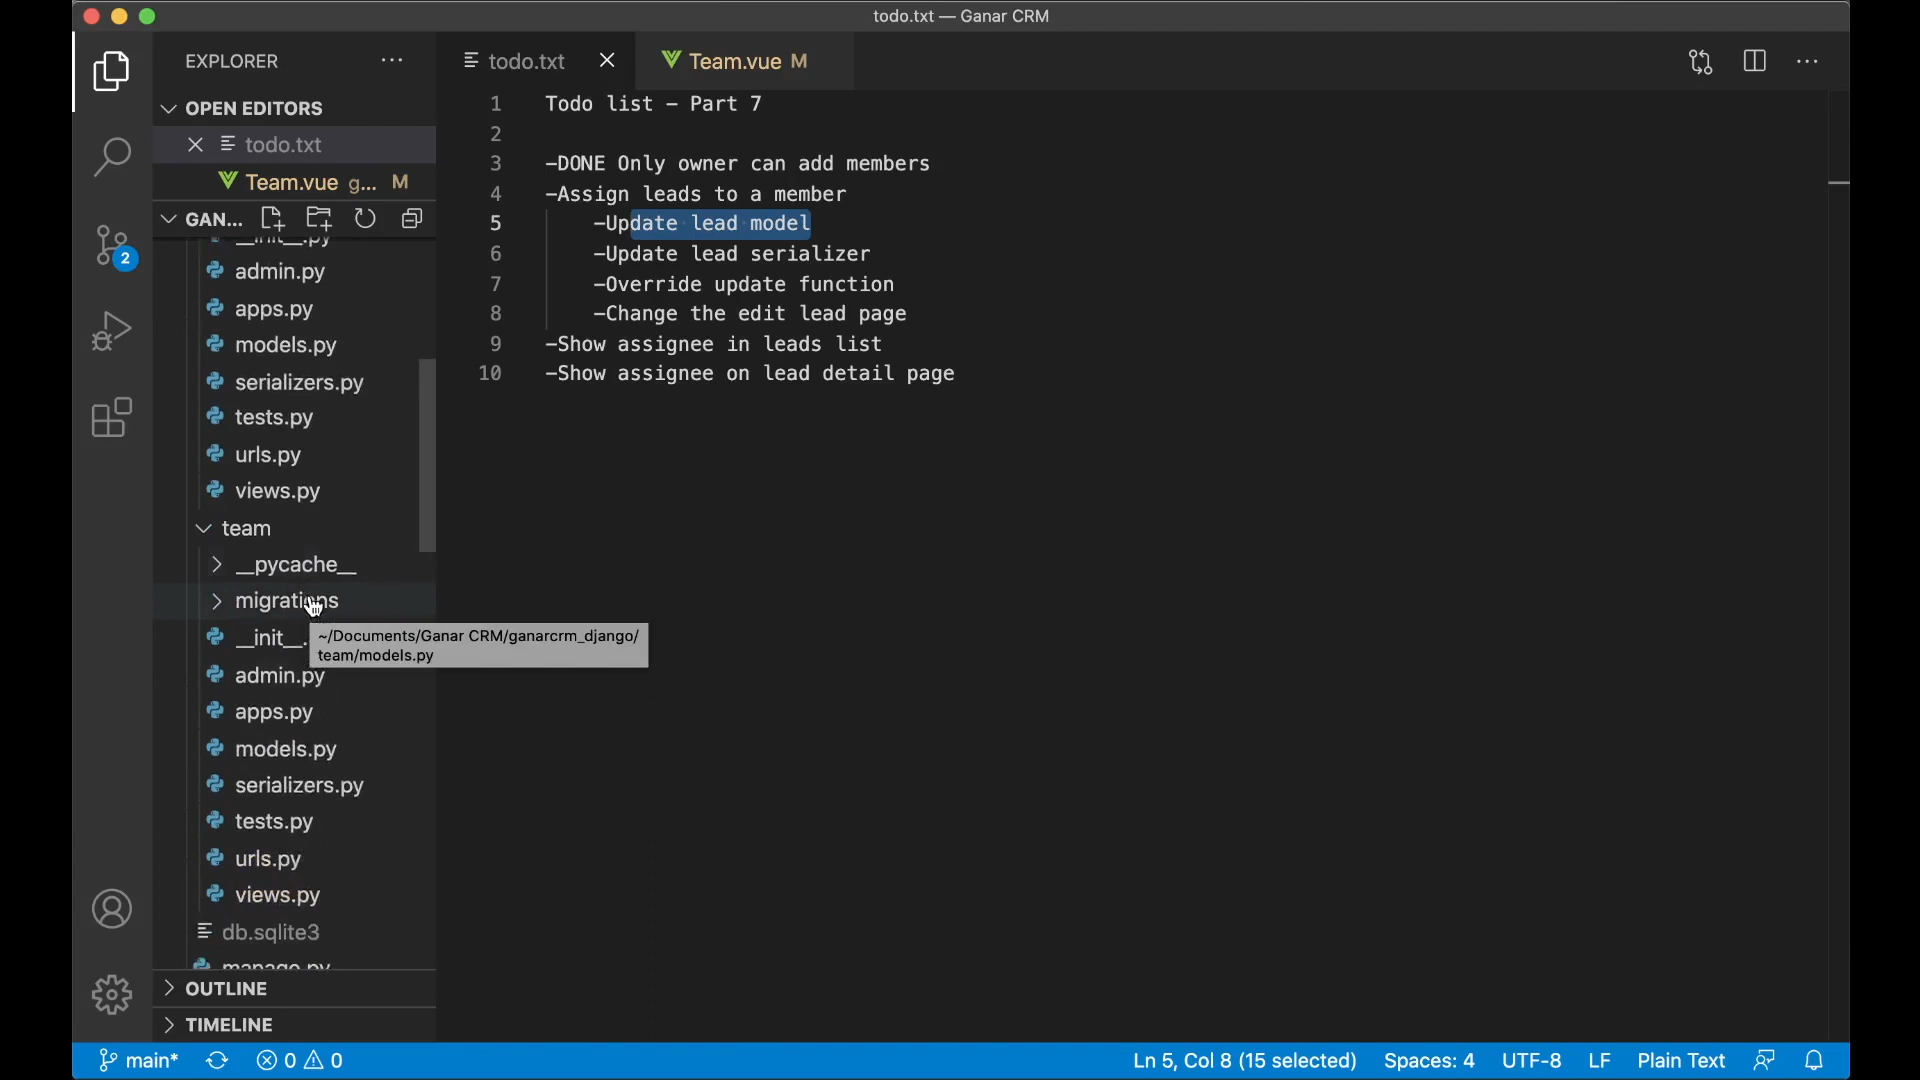 todo.txt — Ganar CRM
EXPLORER
todo.txt
Team.vue M
OPEN EDITORS
todo.txt
Team.vue g... M
GAN...
__init__.py
admin.py
apps.py
models.py
serializers.py
tests.py
urls.py
views.py
team
__pycache__
migrations
__init__.
~/Documents/Ganar CRM/ganarcrm_django/
team/models.py
admin.py
apps.py
models.py
serializers.py
tests.py
urls.py
views.py
db.sqlite3
manage.py
OUTLINE
TIMELINE
1 Todo list – Part 7
2
3 –DONE Only owner can add members
4 –Assign leads to a member
5 –Update lead model
6 –Update lead serializer
7 –Override update function
8 –Change the edit lead page
9 –Show assignee in leads list
10 –Show assignee on lead detail page
2
main*
0
0
Ln 5, Col 8 (15 selected)
Spaces: 4
UTF-8
LF
Plain Text